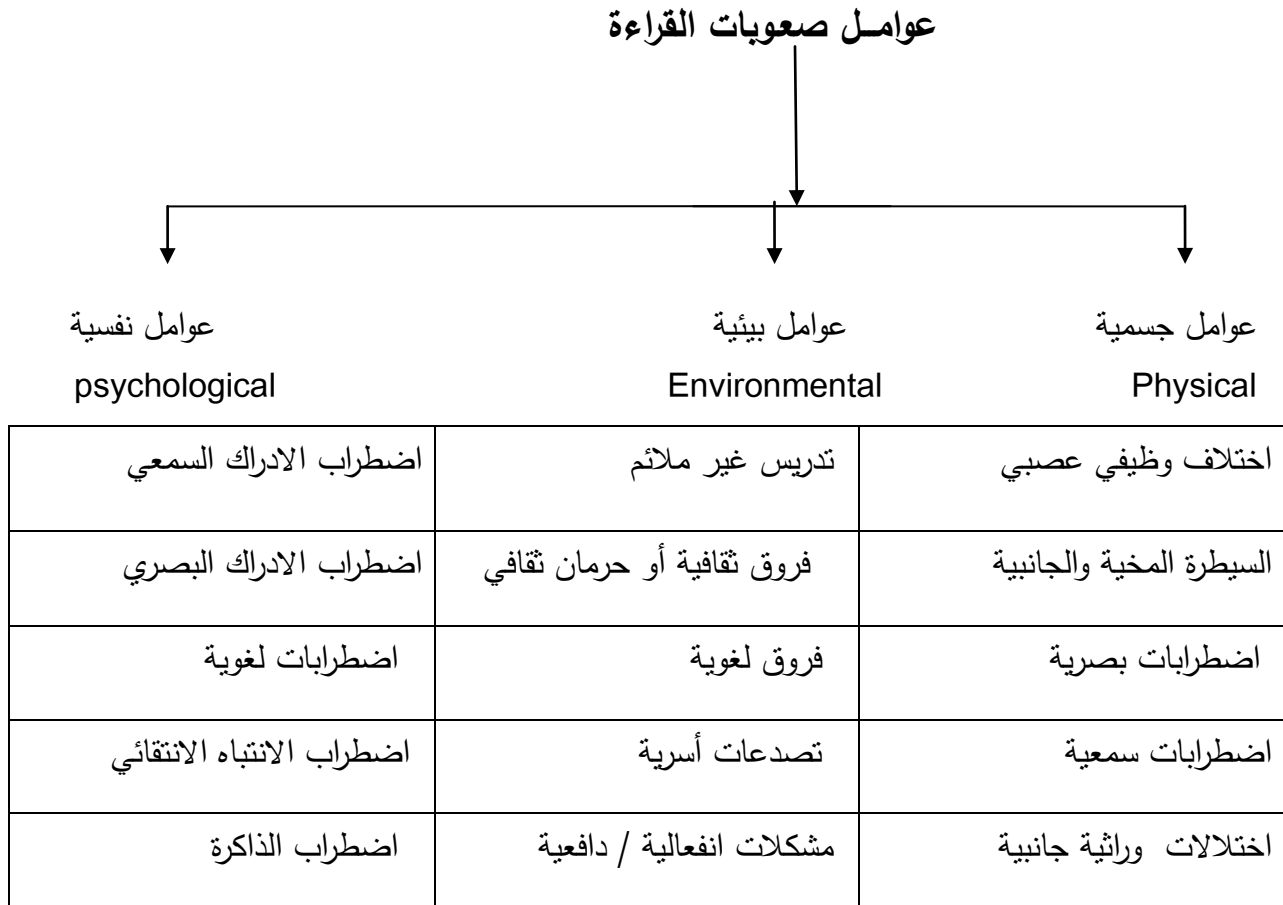 عوامـل صعوبات القراءة
عوامل جسمية عوامل بيئية عوامل نفسية
Physical Environmental psychological
اختلاف وظيفي عصبي تدريس غير ملائم اضطراب الادراك السمعي
السيطرة المخية والجانبية فروق ثقافية أو حرمان ثقافي اضطراب الادراك البصري
اضطرابات بصرية فروق لغوية اضطرابات لغوية
اضطرابات سمعية تصدعات أسرية اضطراب الانتباه الانتقائي
اختلالات وراثية جانبية مشكلات انفعالية / دافعية اضطراب الذاكرة